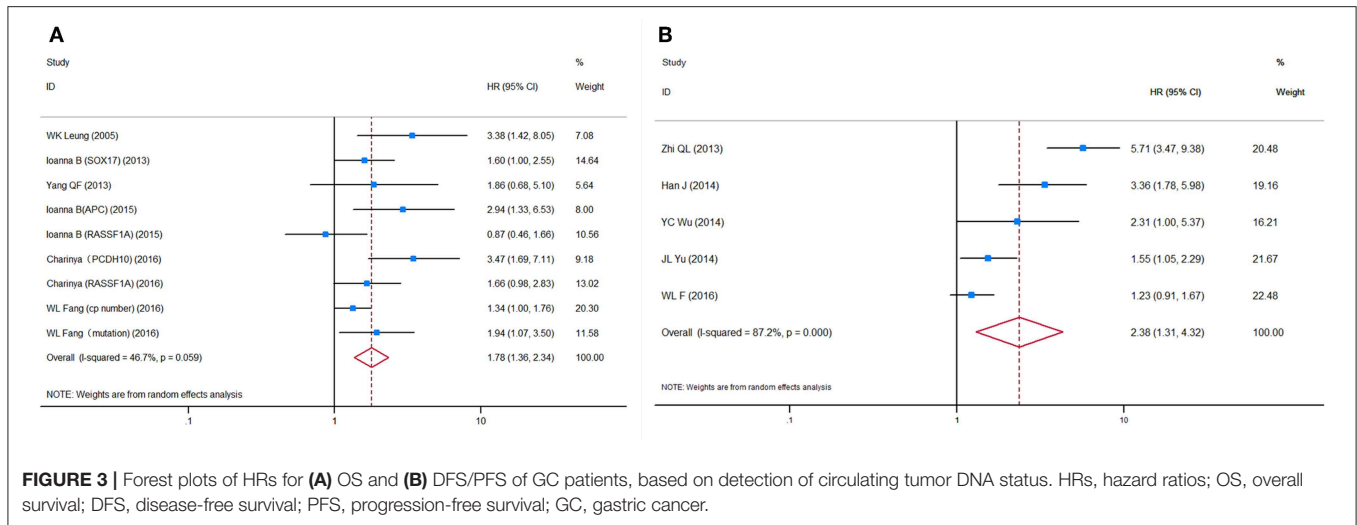 A
Study
%
ID
HR (95% CI)
Weight
WK Leung (2005)
3.38 (1.42, 8.05)
7.08
Ioanna B (SOX17) (2013)
1.60 (1.00, 2.55)
14.64
Yang QF (2013)
1.86 (0.68, 5.10)
5.64
Ioanna B(APC) (2015)
2.94 (1.33, 6.53)
8.00
Ioanna B (RASSF1A) (2015)
0.87 (0.46, 1.66)
10.56
Charinya（PCDH10) (2016)
3.47 (1.69, 7.11)
9.18
Charinya (RASSF1A) (2016)
1.66 (0.98, 2.83)
13.02
WL Fang (cp number) (2016)
1.34 (1.00, 1.76)
20.30
WL Fang（mutation) (2016)
1.94 (1.07, 3.50)
11.58
Overall (I-squared = 46.7%, p = 0.059)
1.78 (1.36, 2.34)
100.00
NOTE: Weights are from random effects analysis
.1
1
10
B
Study
%
ID
HR (95% CI)
Weight
Zhi QL (2013)
5.71 (3.47, 9.38)
20.48
Han J (2014)
3.36 (1.78, 5.98)
19.16
YC Wu (2014)
2.31 (1.00, 5.37)
16.21
JL Yu (2014)
1.55 (1.05, 2.29)
21.67
WL F (2016)
1.23 (0.91, 1.67)
22.48
Overall (I-squared = 87.2%, p = 0.000)
2.38 (1.31, 4.32)
100.00
NOTE: Weights are from random effects analysis
.1
1
10
FIGURE 3 | Forest plots of HRs for (A) OS and (B) DFS/PFS of GC patients, based on detection of circulating tumor DNA status. HRs, hazard ratios; OS, overall
survival; DFS, disease-free survival; PFS, progression-free survival; GC, gastric cancer.